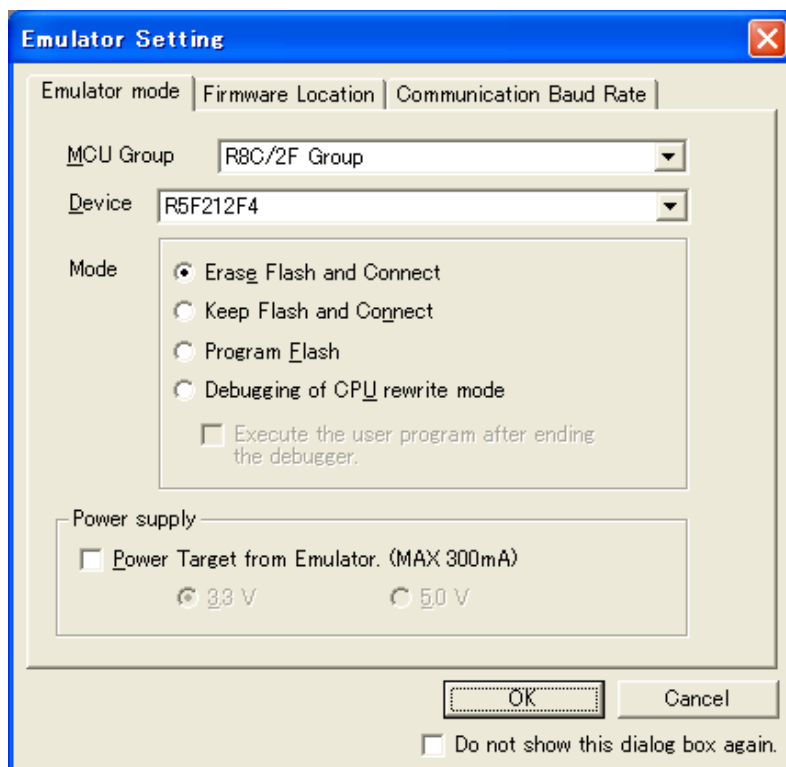 Emulator Setting
Emulator mode
Firmware Location
Communication Baud Rate
MCU Group
R8C/2F Group
Device
R5F212F4
Mode
Erase Flash and Connect
Keep Flash and Connect
Program Flash
Debugging of CPU rewrite mode
Execute the user program after ending
the debugger.
Power supply
Power Target from Emulator. (MAX 300mA)
3.3 V
5.0 V
OK
Cancel
Do not show this dialog box again.